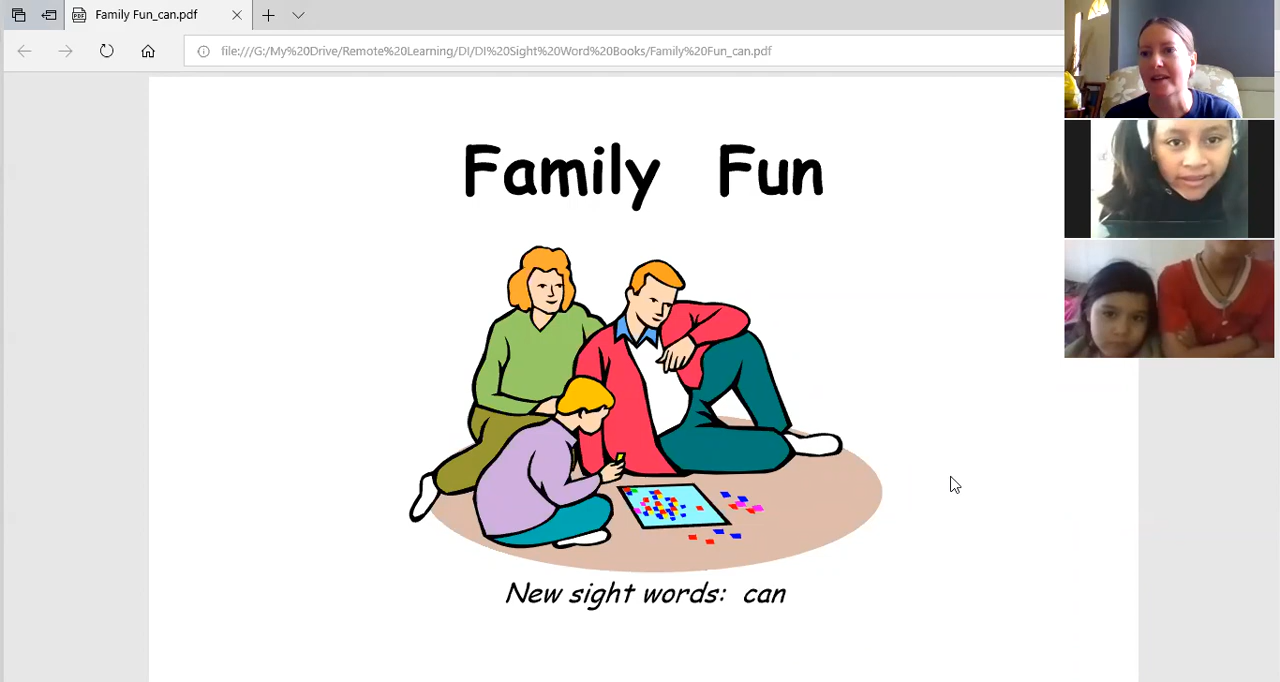 Family Fun_can.pdf
file:///G:/My%20Drive/Remote%20Learning/DI/DI%20Sight%20Word%20Books/Family%20Fun_can.pdf
Family Fun
New sight words: can